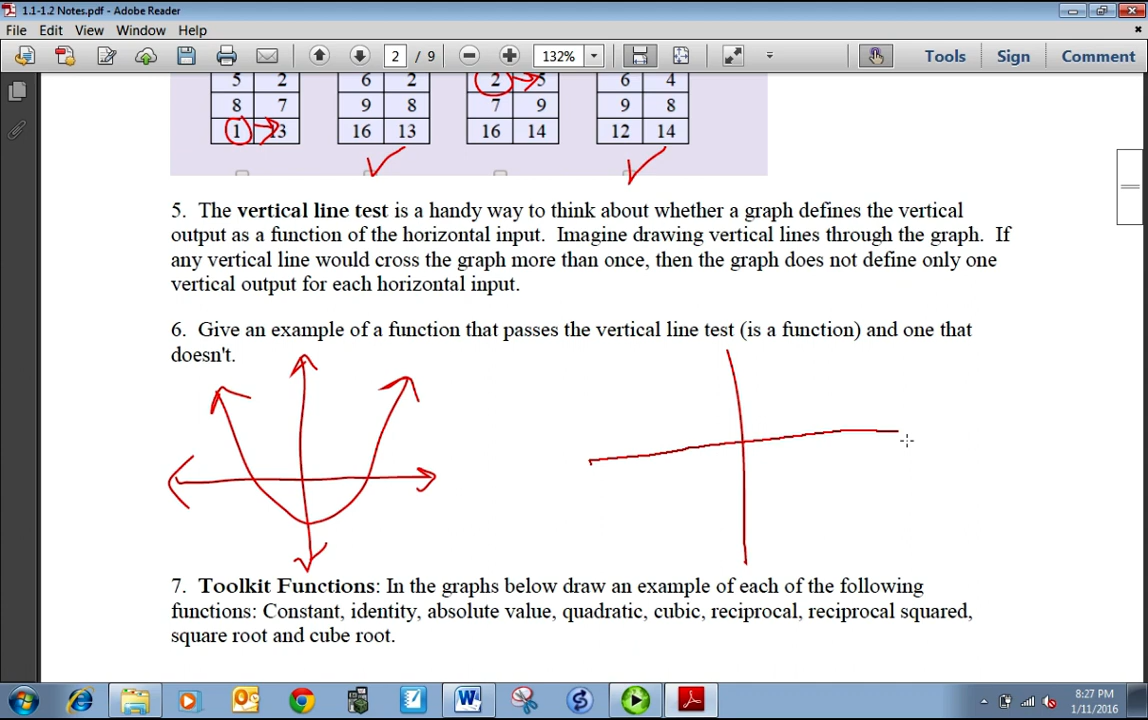 1.1-1.2 Notes.pdf - Adobe Reader
File Edit View Window Help
2 / 9 132% Tools Sign Comment
5 2 6 2 2 5 6 4
8 7 9 8 7 9 9 8
1 13 16 13 16 14 12 14
5. The vertical line test is a handy way to think about whether a graph defines the vertical
output as a function of the horizontal input. Imagine drawing vertical lines through the graph. If
any vertical line would cross the graph more than once, then the graph does not define only one
vertical output for each horizontal input.
6. Give an example of a function that passes the vertical line test (is a function) and one that
doesn't.
7. Toolkit Functions: In the graphs below draw an example of each of the following
functions: Constant, identity, absolute value, quadratic, cubic, reciprocal, reciprocal squared,
square root and cube root.
8:27 PM
1/11/2016